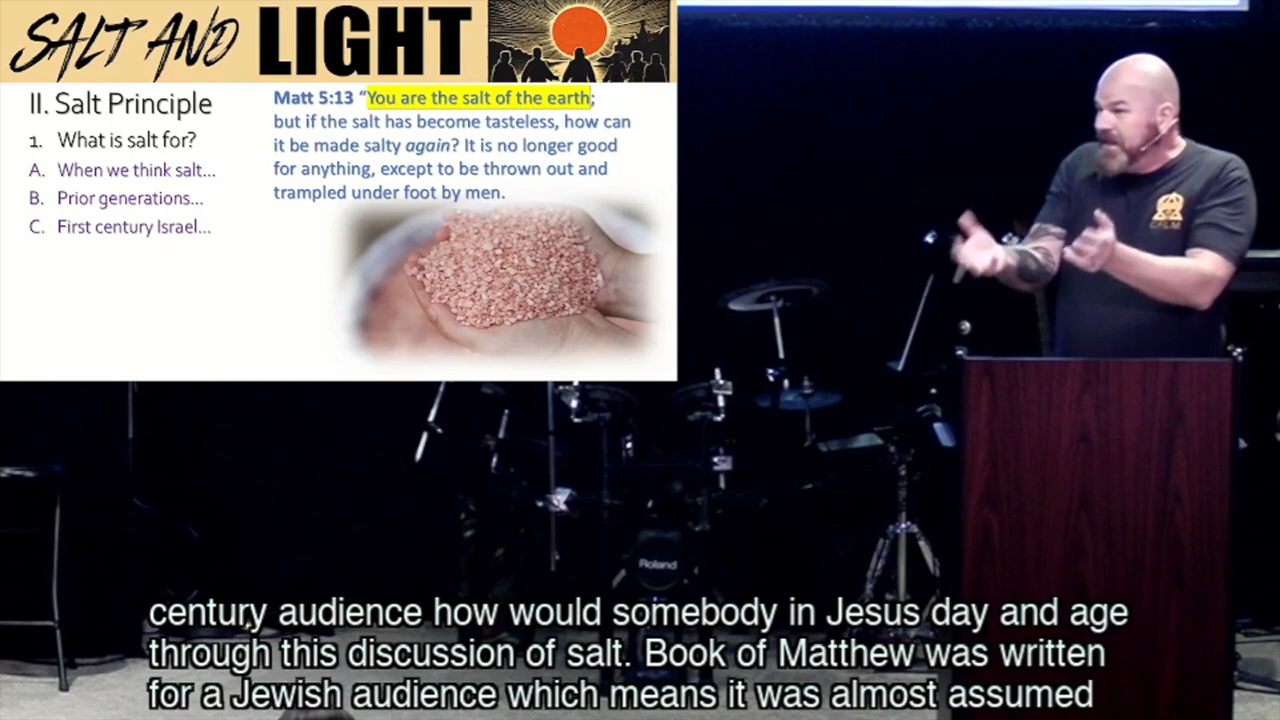 SALT AND LIGHT
II. Salt Principle
1. What is salt for?
A. When we think salt...
B. Prior generations...
C. First century Israel...
Matt 5:13 “You are the salt of the earth;
but if the salt has become tasteless, how can
it be made salty again? It is no longer good
for anything, except to be thrown out and
trampled under foot by men.
Roland
century audience how would somebody in Jesus day and age
through this discussion of salt. Book of Matthew was written
for a Jewish audience which means it was almost assumed